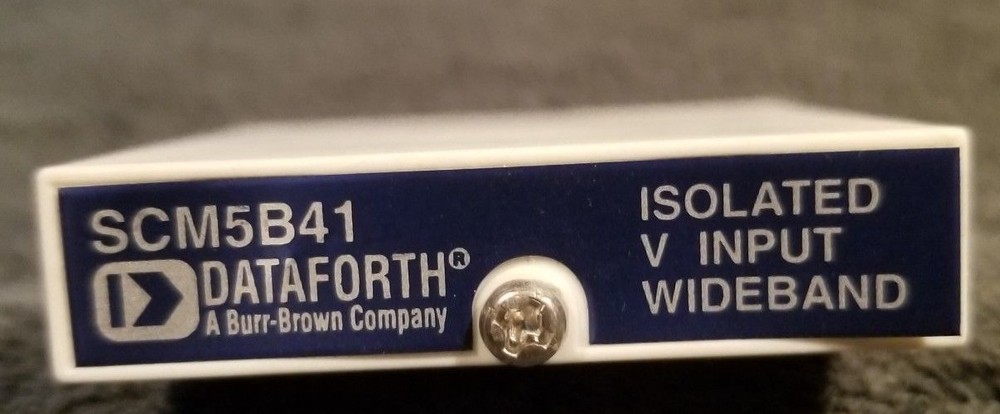 SCM5B41
DATAFORTH®
A Burr-Brown Company
ISOLATED
V INPUT
WIDEBAND